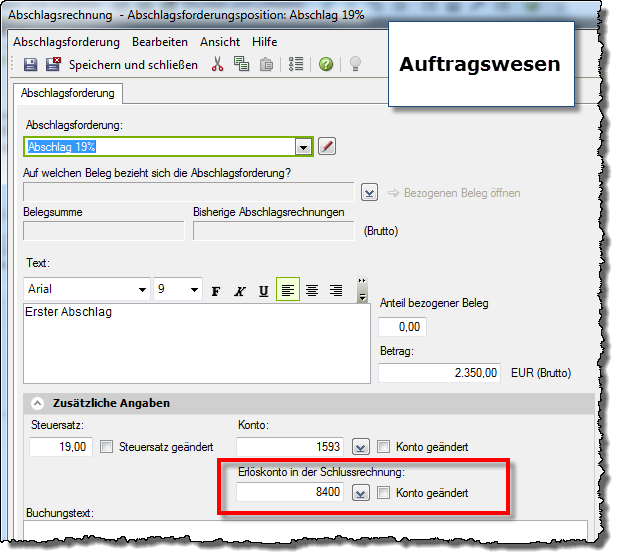 Abschlagsrechnung - Abschlagsforderungsposition: Abschlag 19%
Abschlagsforderung Bearbeiten Ansicht Hilfe
Auftragswesen
Speichern und schließen
Abschlagsforderung
Abschlagsforderung:
Abschlag 19%
Auf welchen Beleg bezieht sich die Abschlagsforderung?
Bezogenen Beleg öffnen
Belegsumme Bisherige Abschlagsrechnungen
(Brutto)
Text:
Arial 9 F K U
Erster Abschlag
Anteil bezogener Beleg
0,00
Betrag:
2.350,00 EUR (Brutto)
Zusätzliche Angaben
Steuersatz: Konto:
19,00 Steuersatz geändert 1593 Konto geändert
Erlöskonto in der Schlussrechnung:
8400 Konto geändert
Buchungstext: